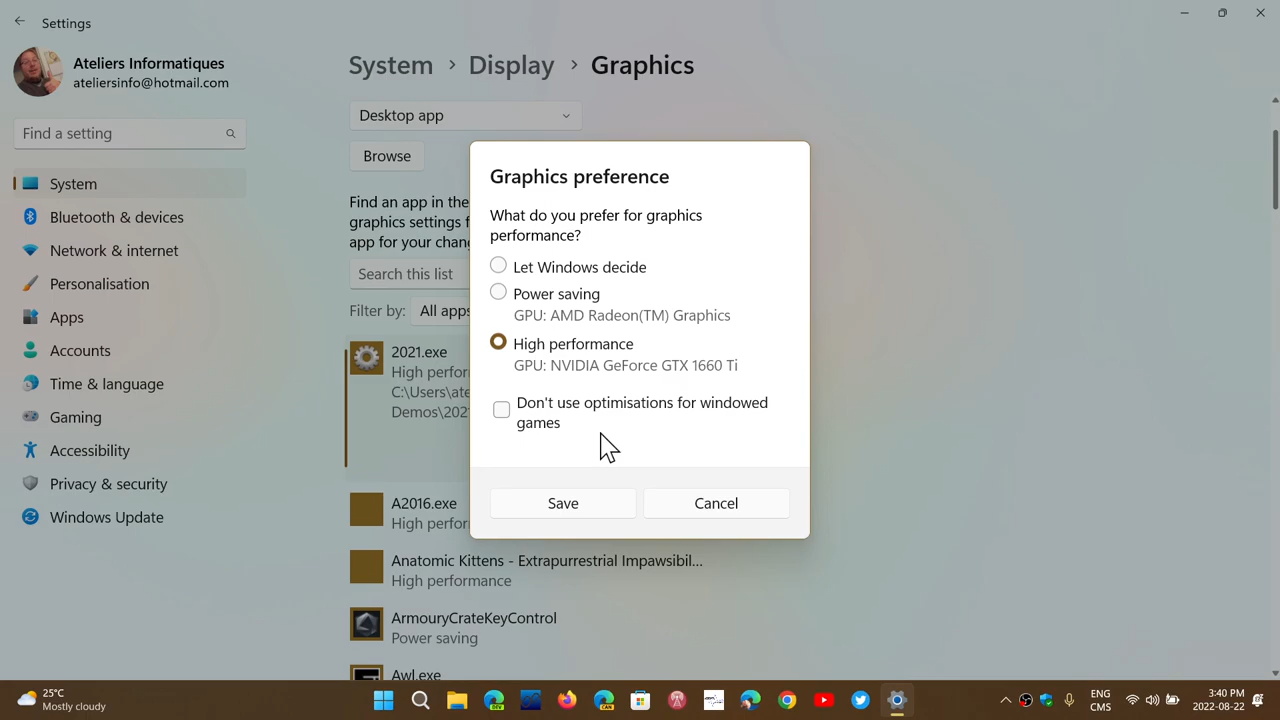 Settings
Ateliers Informatiques
ateliersinfo@hotmail.com
Find a setting
System
Bluetooth & devices
Network & internet
Personalisation
Apps
Accounts
Time & language
Gaming
Accessibility
Privacy & security
Windows Update
System > Display > Graphics
Desktop app
Browse
Find an app in the
graphics settings f
app for your chang
Search this list
Filter by: All apps
2021.exe
High perfor
C:\Users\ate
Demos\202
A2016.exe
High perfor
Anatomic Kittens - Extrapurrestrial Impawsibil...
High performance
ArmouryCrateKeyControl
Power saving
Awl.exe
Graphics preference
What do you prefer for graphics
performance?
Let Windows decide
Power saving
GPU: AMD Radeon(TM) Graphics
High performance
GPU: NVIDIA GeForce GTX 1660 Ti
Don't use optimisations for windowed
games
Save
Cancel
25°C
Mostly cloudy
DEV
CAN
ENG
CMS
3:40 PM
2022-08-22